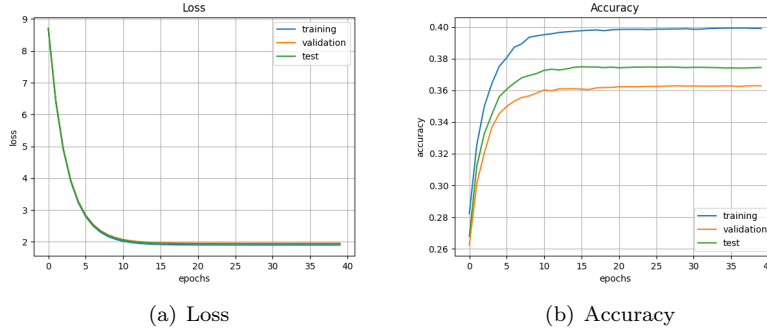 Loss
9
8
7
6
5
4
3
2
loss
0 5 10 15 20 25 30 35 40
epochs
training
validation
test
(a) Loss
Accuracy
0.40
0.38
0.36
0.34
0.32
0.30
0.28
0.26
accuracy
0 5 10 15 20 25 30 35 40
epochs
training
validation
test
(b) Accuracy